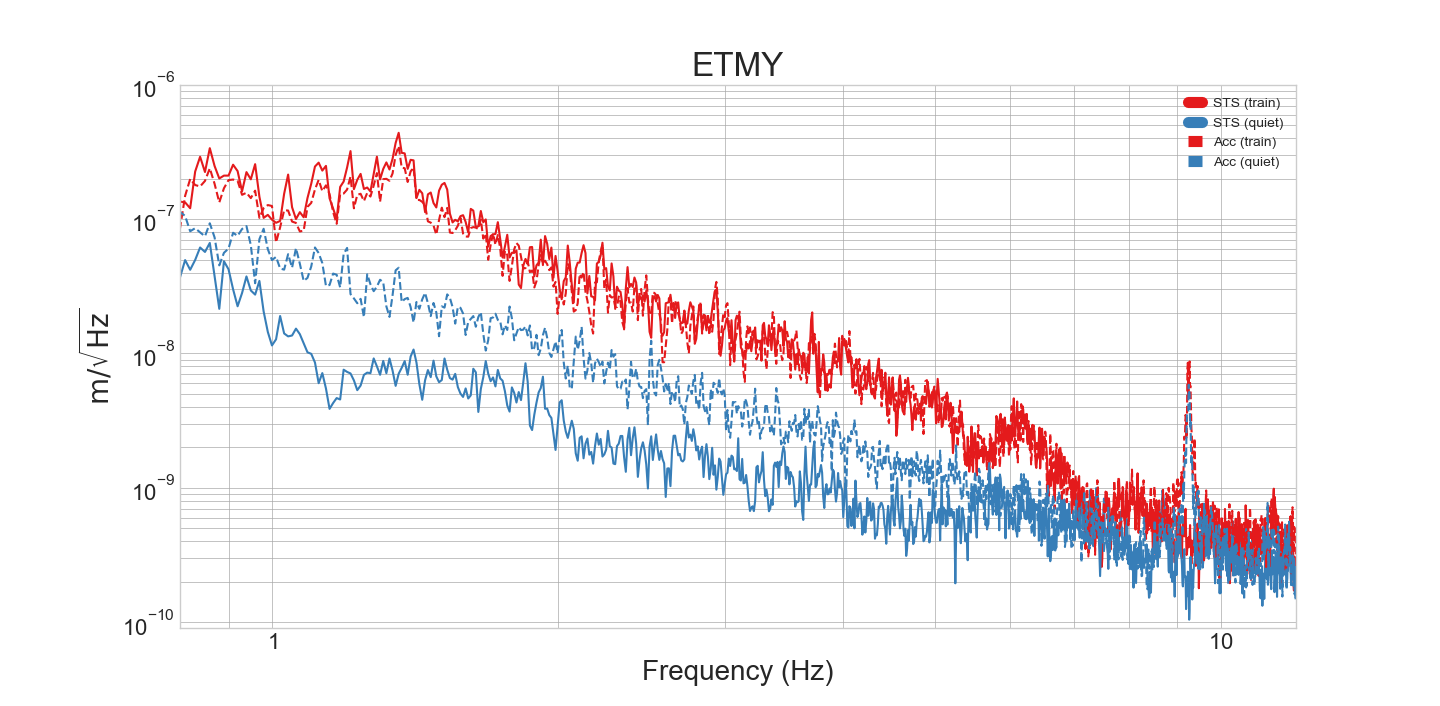 ETMY
10⁻⁶
10⁻⁷
10⁻⁸
10⁻⁹
10⁻¹⁰
m/√Hz
STS (train)
STS (quiet)
Acc (train)
Acc (quiet)
1
10
Frequency (Hz)